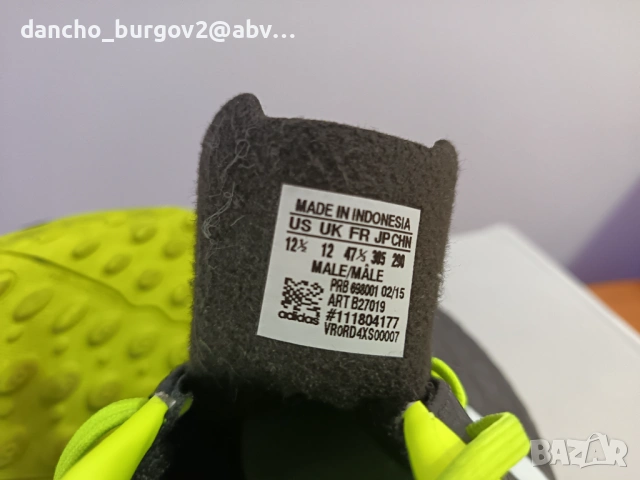 dancho_burgov2@abv...
MADE IN INDONESIA
US UK FR JP CHN
12½ 12 47⅓ 305 290
MALE/MÂLE
PRB 698001 02/15
ART B27019
#111804177
adidas
VR0RD4XS00007
BAZAR